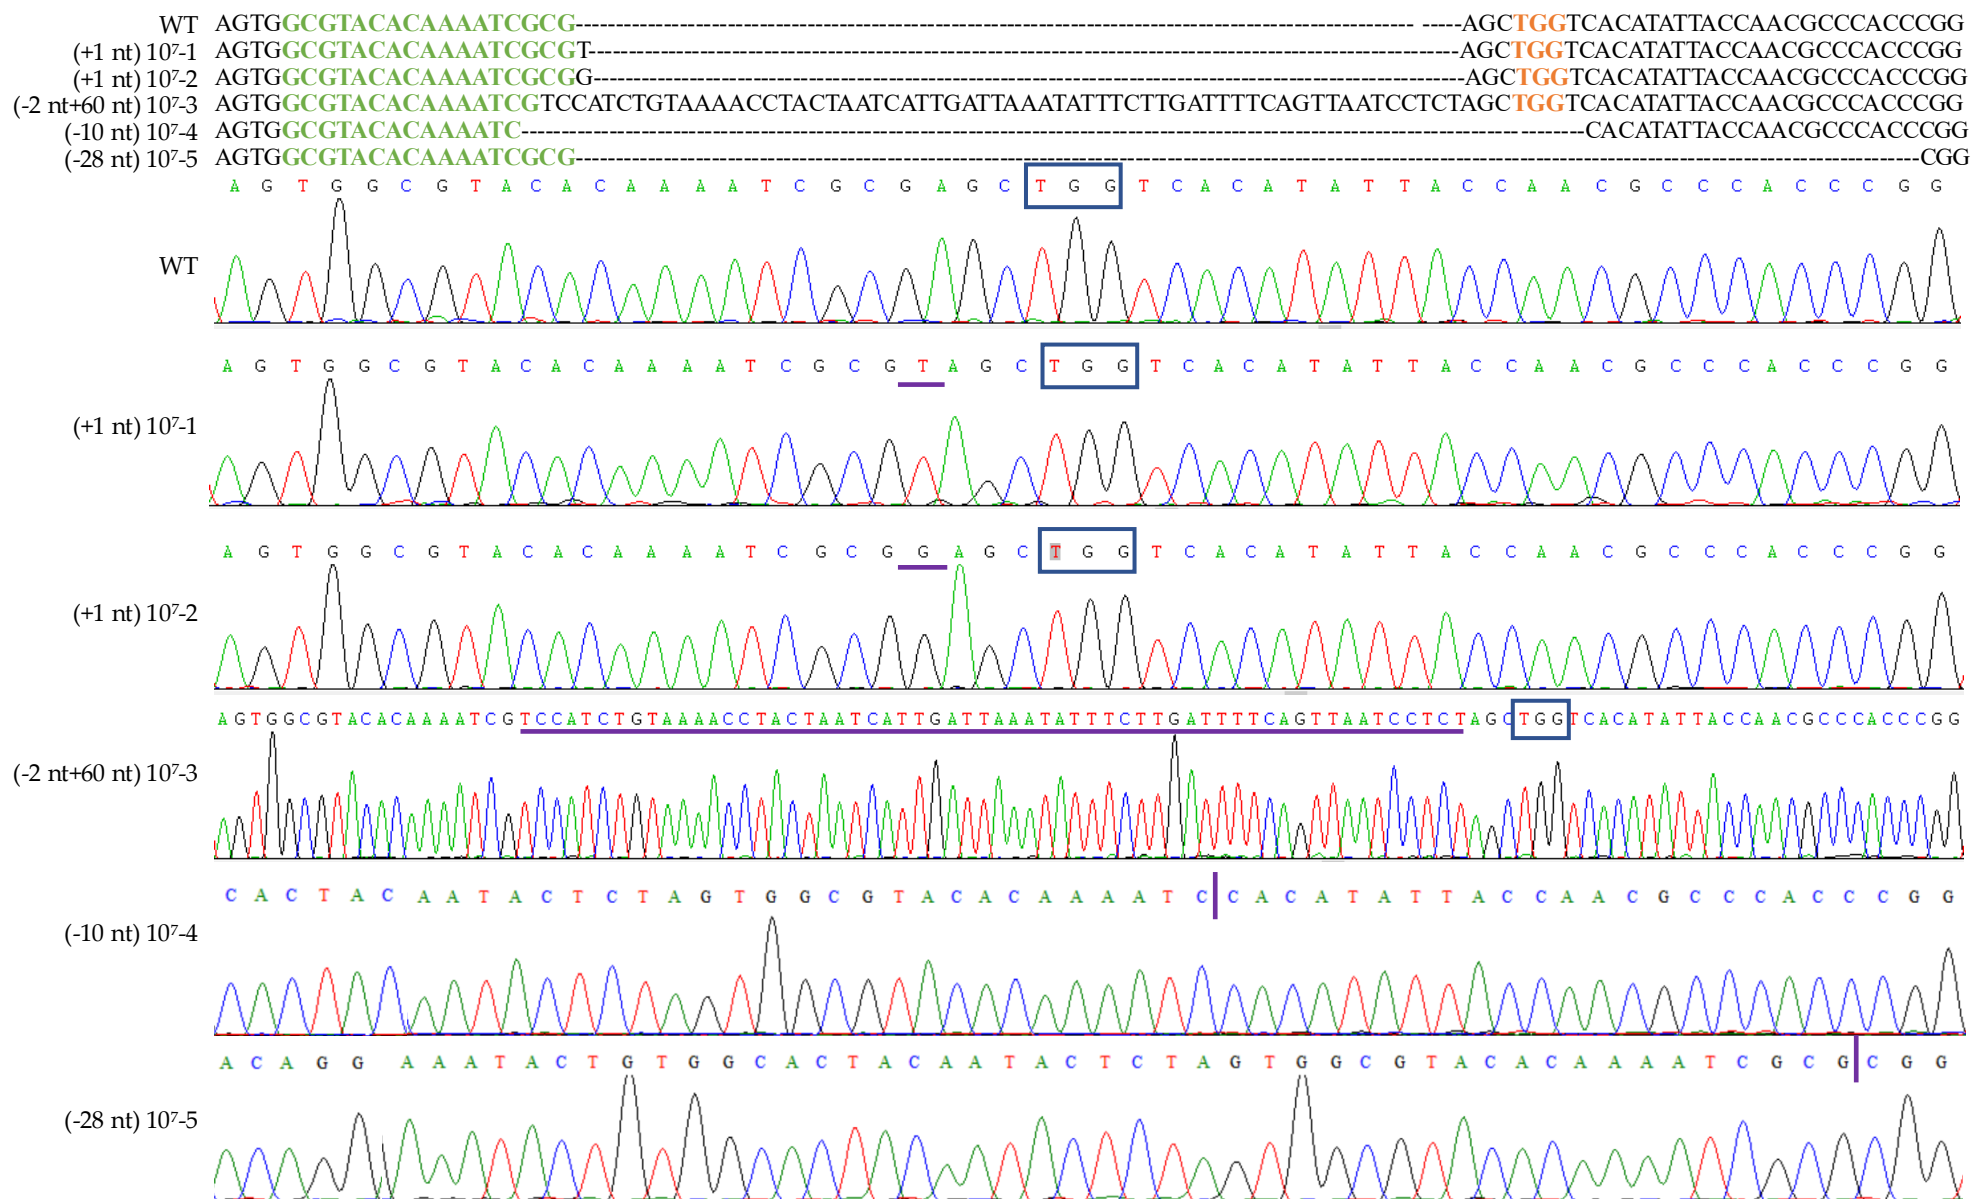 WT AGTGGCGTACACAAAATCGCG------------------------------------------------------------ -----AGCTGGTCACATATTACCAACGCCCACCCGG
(+1 nt) 10⁷-1 AGTGGCGTACACAAAATCGCGT------------------------------------------------------------AGCTGGTCACATATTACCAACGCCCACCCGG
(+1 nt) 10⁷-2 AGTGGCGTACACAAAATCGCGG------------------------------------------------------------AGCTGGTCACATATTACCAACGCCCACCCGG
(-2 nt+60 nt) 10⁷-3 AGTGGCGTACACAAAATCGTCCATCTGTAAAACCTACTAATCATTGATTAAATATTTCTTGATTTTCAGTTAATCCTCTAGCTGGTCACATATTACCAACGCCCACCCGG
(-10 nt) 10⁷-4 AGTGGCGTACACAAAATC------------------------------------------------------------------------CACATATTACCAACGCCCACCCGG
(-28 nt) 10⁷-5 AGTGGCGTACACAAAATCGCG------------------------------------------------------------------------------------------CGG
A G T G G C G T A C A C A A A A T C G C G A G C T G G T C A C A T A T T A C C A A C G C C C A C C C G G
WT
A G T G G C G T A C A C A A A A T C G C G T A G C T G G T C A C A T A T T A C C A A C G C C C A C C C G G
(+1 nt) 10⁷-1
A G T G G C G T A C A C A A A A T C G C G G A G C T G G T C A C A T A T T A C C A A C G C C C A C C C G G
(+1 nt) 10⁷-2
AGTGGCGTACACAAAATCGTCCATCTGTAAAACCTACTAATCATTGATTAAATATTTCTTGATTTTCAGTTAATCCTCTAGCTGGTCACATATTACCAACGCCCACCCGG
(-2 nt+60 nt) 10⁷-3
C A C T A C A A T A C T C T A G T G G C G T A C A C A A A A T C C A C A T A T T A C C A A C G C C C A C C C G G
(-10 nt) 10⁷-4
A C A G G A A A T A C T G T G G C A C T A C A A T A C T C T A G T G G C G T A C A C A A A A T C G C G C G G
(-28 nt) 10⁷-5